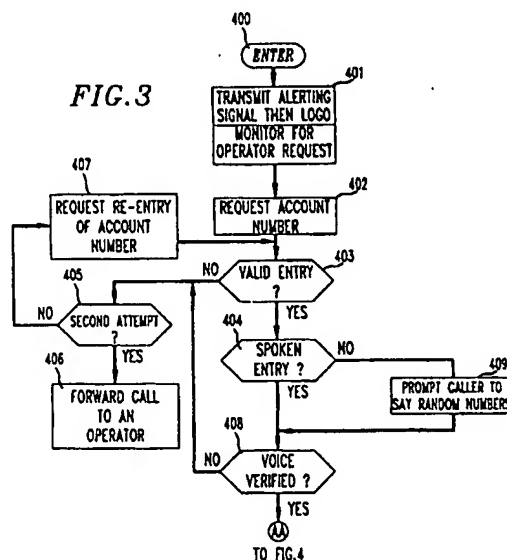 400
ENTER
FIG.3
401
TRANSMIT ALERTING
SIGNAL THEN LOGO
MONITOR FOR
OPERATOR REQUEST
407
REQUEST RE-ENTRY
OF ACCOUNT
NUMBER
402
REQUEST ACCOUNT
NUMBER
403
NO
VALID ENTRY
?
YES
405
NO
SECOND ATTEMPT
?
YES
404
SPOKEN
ENTRY ?
NO
YES
406
FORWARD CALL
TO AN
OPERATOR
409
PROMPT CALLER TO
SAY RANDOM NUMBERS
408
NO
VOICE
VERIFIED ?
YES
AA
TO FIG.4